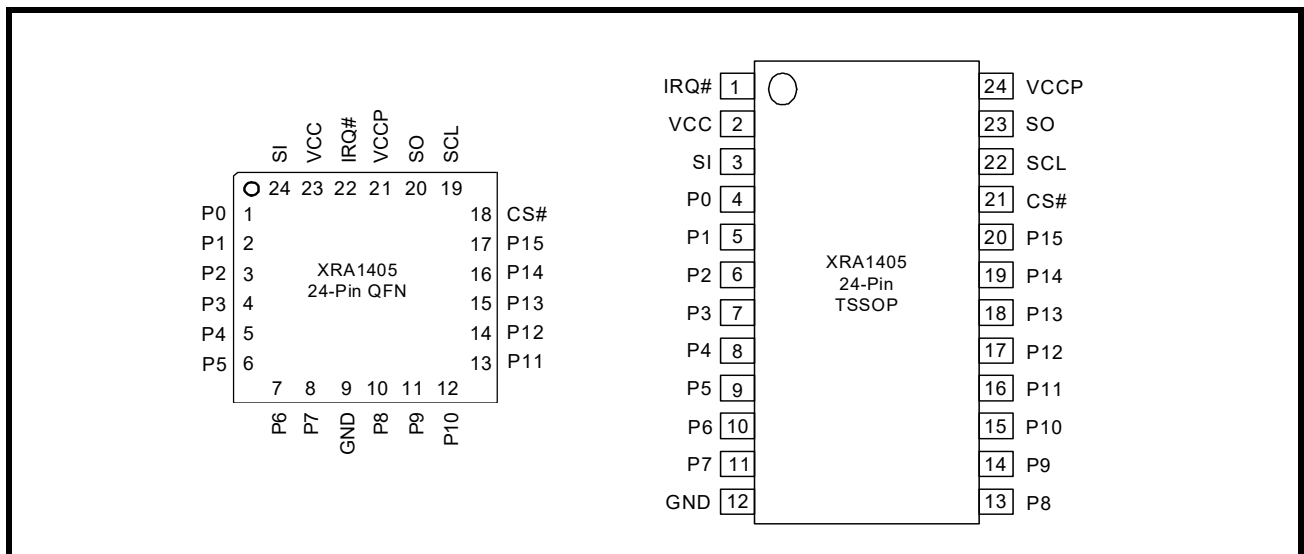 SI VCC IRQ# VCCP SO SCL
24 23 22 21 20 19
P0 1 18 CS#
P1 2 17 P15
P2 3 16 P14
P3 4 15 P13
P4 5 14 P12
P5 6 13 P11
XRA1405
24-Pin QFN
7 8 9 10 11 12
P6 P7 GND P8 P9 P10
IRQ# 1 24 VCCP
VCC 2 23 SO
SI 3 22 SCL
P0 4 21 CS#
P1 5 20 P15
P2 6 19 P14
P3 7 18 P13
P4 8 17 P12
P5 9 16 P11
P6 10 15 P10
P7 11 14 P9
GND 12 13 P8
XRA1405
24-Pin
TSSOP